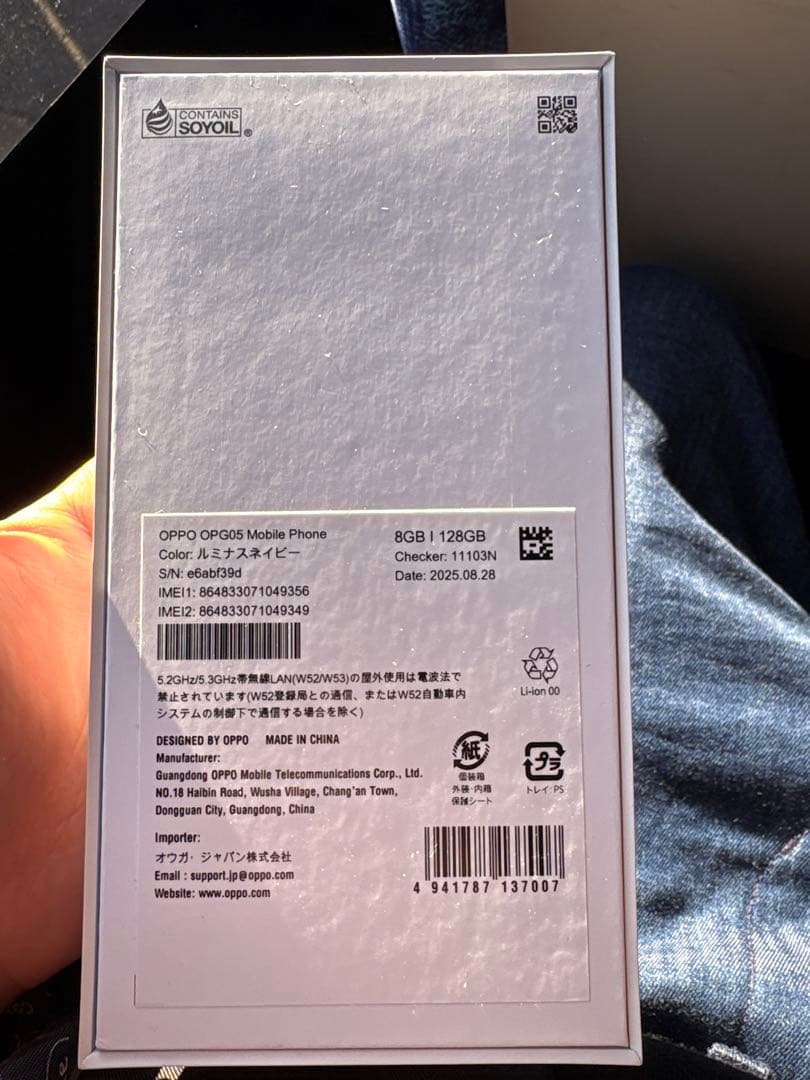 CONTAINS
SOYOIL®
OPPO OPG05 Mobile Phone
Color: ルミナスネイビー
S/N: e6abf39d
IMEI1: 864833071049356
IMEI2: 864833071049349
8GB | 128GB
Checker: 11103N
Date: 2025.08.28
5.2GHz/5.3GHz帯無線LAN(W52/W53)の屋外使用は電波法で
禁止されています(W52登録局との通信、またはW52自動車内
システムの制御下で通信する場合を除く)
Li-ion 00
DESIGNED BY OPPO MADE IN CHINA
Manufacturer:
Guangdong OPPO Mobile Telecommunications Corp., Ltd.
NO.18 Haibin Road, Wusha Village, Chang'an Town,
Dongguan City, Guangdong, China
紙
個装箱
外装・内箱
保護シート
プラ
トレイ:PS
Importer:
オウガ・ジャパン株式会社
Email : support.jp@oppo.com
Website: www.oppo.com
4 941787 137007